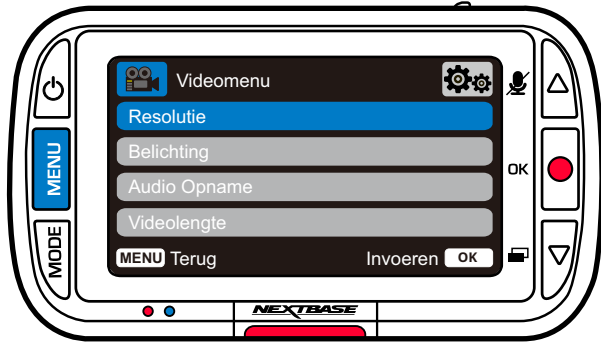 Videomenu
Resolutie
Belichting
Audio Opname
Videolengte
MENU Terug Invoeren OK
MENU
MODE
OK
NEXTBASE